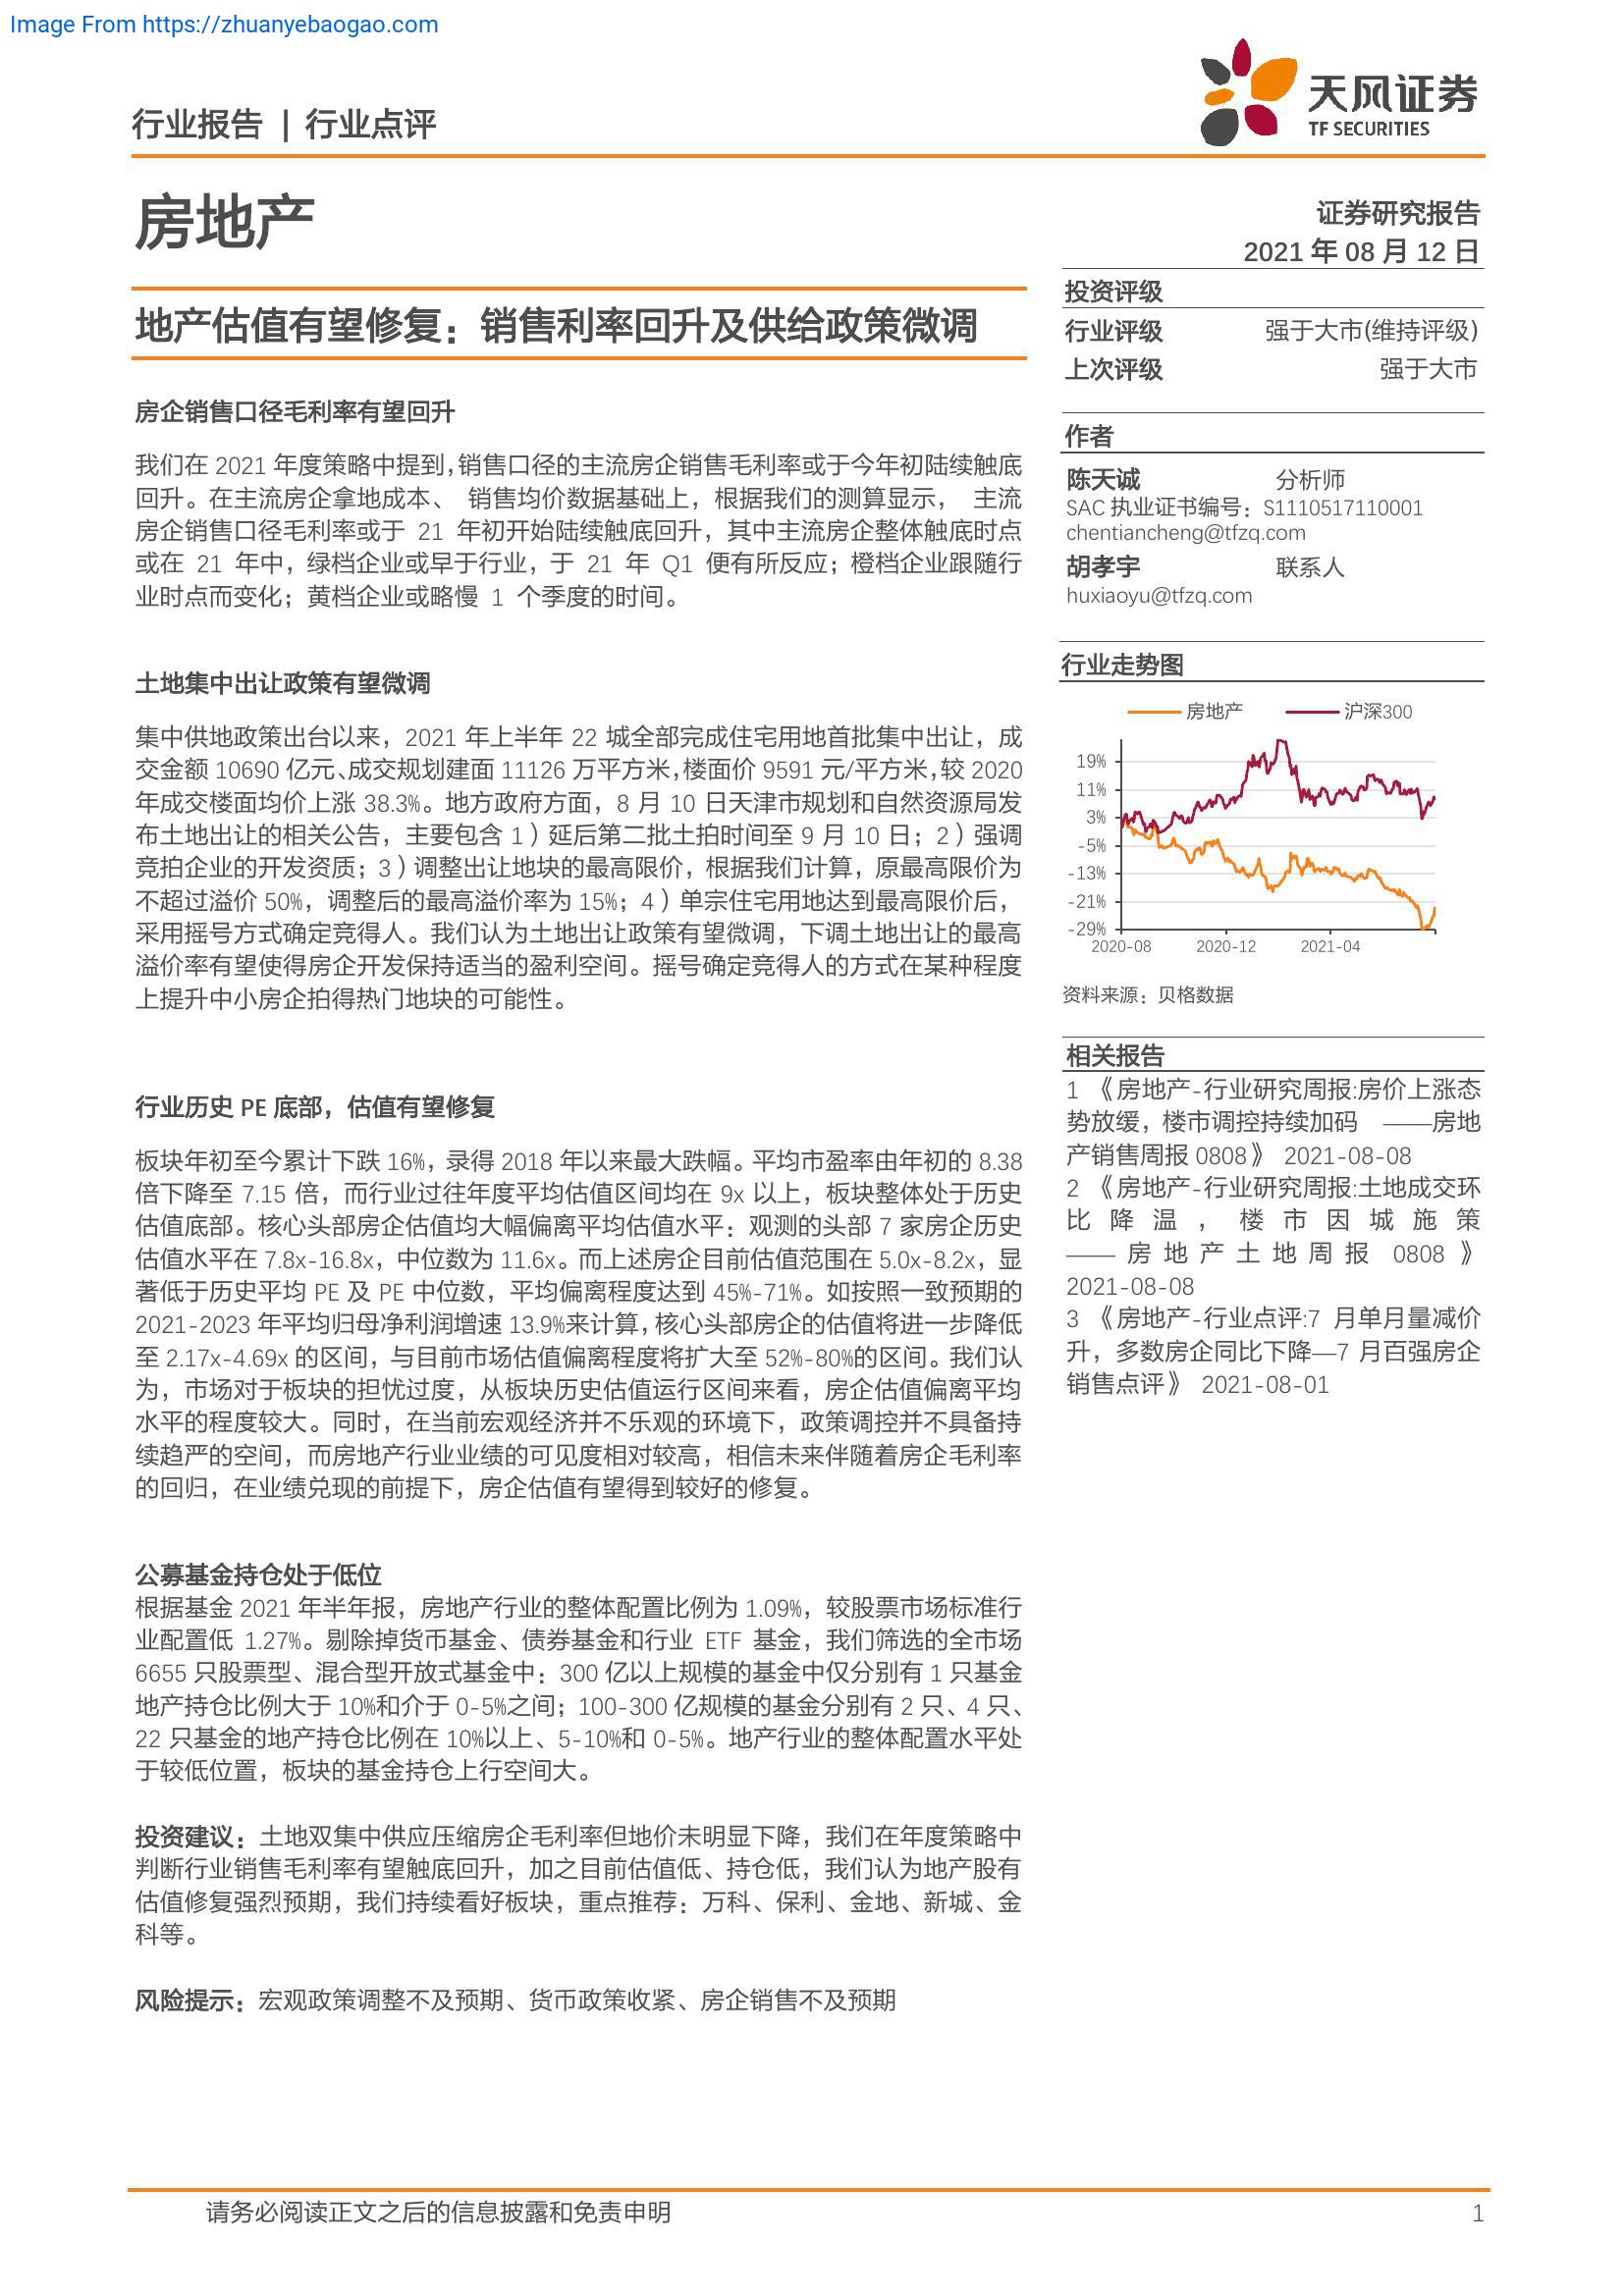 Image From https://zhuanyebaogao.com
行业报告 | 行业点评
天风证券
TF SECURITIES
房地产
证券研究报告
2021 年 08 月 12 日
地产估值有望修复：销售利率回升及供给政策微调
房企销售口径毛利率有望回升
我们在 2021 年度策略中提到，销售口径的主流房企销售毛利率或于今年初陆续触底
回升。在主流房企拿地成本、 销售均价数据基础上，根据我们的测算显示， 主流
房企销售口径毛利率或于 21 年初开始陆续触底回升，其中主流房企整体触底时点
或在 21 年中，绿档企业或早于行业，于 21 年 Q1 便有所反应；橙档企业跟随行
业时点而变化；黄档企业或略慢 1 个季度的时间。
土地集中出让政策有望微调
集中供地政策出台以来，2021 年上半年 22 城全部完成住宅用地首批集中出让，成
交金额 10690 亿元、成交规划建面 11126 万平方米，楼面价 9591 元/平方米，较 2020
年成交楼面均价上涨 38.3%。地方政府方面，8 月 10 日天津市规划和自然资源局发
布土地出让的相关公告，主要包含 1）延后第二批土拍时间至 9 月 10 日；2）强调
竞拍企业的开发资质；3）调整出让地块的最高限价，根据我们计算，原最高限价为
不超过溢价 50%，调整后的最高溢价率为 15%；4）单宗住宅用地达到最高限价后，
采用摇号方式确定竞得人。我们认为土地出让政策有望微调，下调土地出让的最高
溢价率有望使得房企开发保持适当的盈利空间。摇号确定竞得人的方式在某种程度
上提升中小房企拍得热门地块的可能性。
行业历史 PE 底部，估值有望修复
板块年初至今累计下跌 16%，录得 2018 年以来最大跌幅。平均市盈率由年初的 8.38
倍下降至 7.15 倍，而行业过往年度平均估值区间均在 9x 以上，板块整体处于历史
估值底部。核心头部房企估值均大幅偏离平均估值水平：观测的头部 7 家房企历史
估值水平在 7.8x-16.8x，中位数为 11.6x。而上述房企目前估值范围在 5.0x-8.2x，显
著低于历史平均 PE 及 PE 中位数，平均偏离程度达到 45%-71%。如按照一致预期的
2021-2023 年平均归母净利润增速 13.9%来计算，核心头部房企的估值将进一步降低
至 2.17x-4.69x 的区间，与目前市场估值偏离程度将扩大至 52%-80%的区间。我们认
为，市场对于板块的担忧过度，从板块历史估值运行区间来看，房企估值偏离平均
水平的程度较大。同时，在当前宏观经济并不乐观的环境下，政策调控并不具备持
续趋严的空间，而房地产行业业绩的可见度相对较高，相信未来伴随着房企毛利率
的回归，在业绩兑现的前提下，房企估值有望得到较好的修复。
公募基金持仓处于低位
根据基金 2021 年半年报，房地产行业的整体配置比例为 1.09%，较股票市场标准行
业配置低 1.27%。剔除掉货币基金、债券基金和行业 ETF 基金，我们筛选的全市场
6655 只股票型、混合型开放式基金中：300 亿以上规模的基金中仅分别有 1 只基金
地产持仓比例大于 10%和介于 0-5%之间；100-300 亿规模的基金分别有 2 只、4 只、
22 只基金的地产持仓比例在 10%以上、5-10%和 0-5%。地产行业的整体配置水平处
于较低位置，板块的基金持仓上行空间大。
投资建议：土地双集中供应压缩房企毛利率但地价未明显下降，我们在年度策略中
判断行业销售毛利率有望触底回升，加之目前估值低、持仓低，我们认为地产股有
估值修复强烈预期，我们持续看好板块，重点推荐：万科、保利、金地、新城、金
科等。
风险提示：宏观政策调整不及预期、货币政策收紧、房企销售不及预期
投资评级
行业评级 强于大市(维持评级)
上次评级 强于大市
作者
陈天诚 分析师
SAC 执业证书编号：S1110517110001
chentiancheng@tfzq.com
胡孝宇 联系人
huxiaoyu@tfzq.com
行业走势图
房地产 沪深300
19%
11%
3%
-5%
-13%
-21%
-29%
2020-08 2020-12 2021-04
资料来源：贝格数据
相关报告
1 《房地产-行业研究周报:房价上涨态
势放缓，楼市调控持续加码 ——房地
产销售周报 0808》 2021-08-08
2 《房地产-行业研究周报:土地成交环
比降温，楼市因城施策
——房地产土地周报 0808》
2021-08-08
3 《房地产-行业点评:7 月单月量减价
升，多数房企同比下降—7 月百强房企
销售点评》 2021-08-01
请务必阅读正文之后的信息披露和免责申明
1